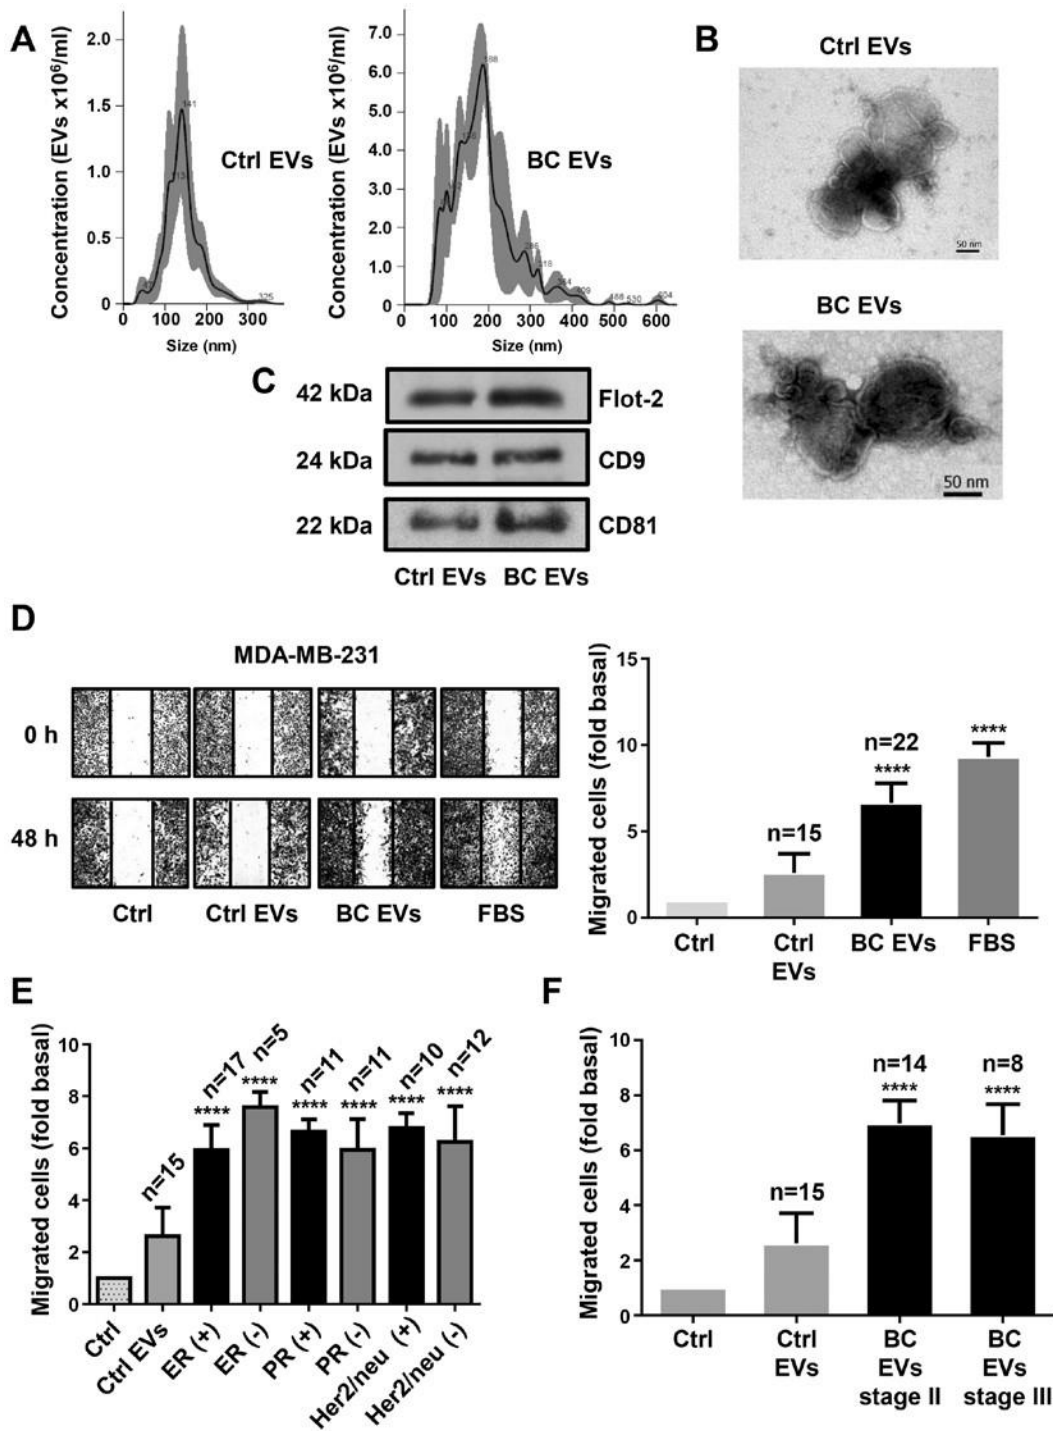 A
Concentration (EVs x10⁶/ml)
2.0
1.5
1.0
0.5
0
141
325
Ctrl EVs
0 100 200 300
Size (nm)
Concentration (EVs x10⁶/ml)
7.0
6.0
5.0
4.0
3.0
2.0
1.0
0.0
188
BC EVs
488
530
604
0 100 200 300 400 500 600
Size (nm)
B
Ctrl EVs
50 nm
BC EVs
50 nm
C
42 kDa
Flot-2
24 kDa
CD9
22 kDa
CD81
Ctrl EVs BC EVs
D
MDA-MB-231
0 h
48 h
Ctrl Ctrl EVs BC EVs FBS
Migrated cells (fold basal)
15
10
5
0
n=15
n=22
****
****
Ctrl
Ctrl
EVs
BC EVs
FBS
E
Migrated cells (fold basal)
10
8
6
4
2
0
n=15
n=17
n=5
n=11
n=11
n=10
n=12
****
****
****
****
****
****
Ctrl
Ctrl EVs
ER (+)
ER (-)
PR (+)
PR (-)
Her2/neu (+)
Her2/neu (-)
F
Migrated cells (fold basal)
10
8
6
4
2
0
n=15
n=14
****
n=8
****
Ctrl
Ctrl
EVs
BC
EVs
stage II
BC
EVs
stage III